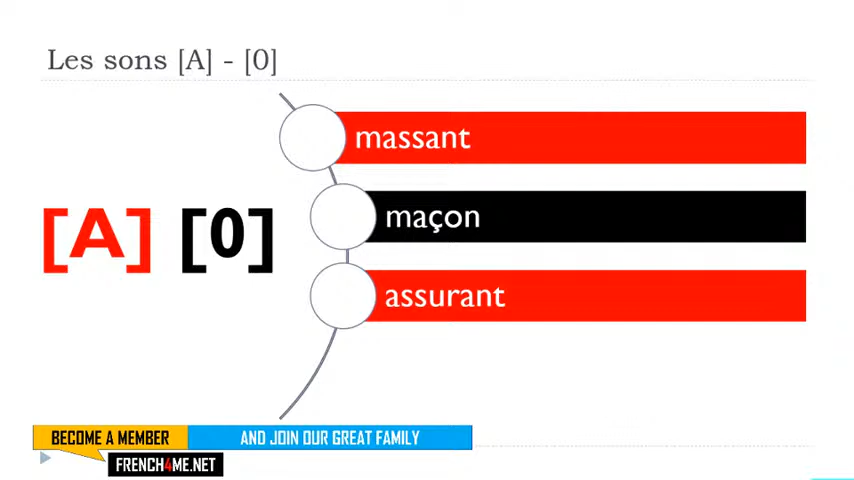 Les sons [A] - [0]
massant
[A] [0]
maçon
assurant
BECOME A MEMBER
AND JOIN OUR GREAT FAMILY
FRENCH4ME.NET